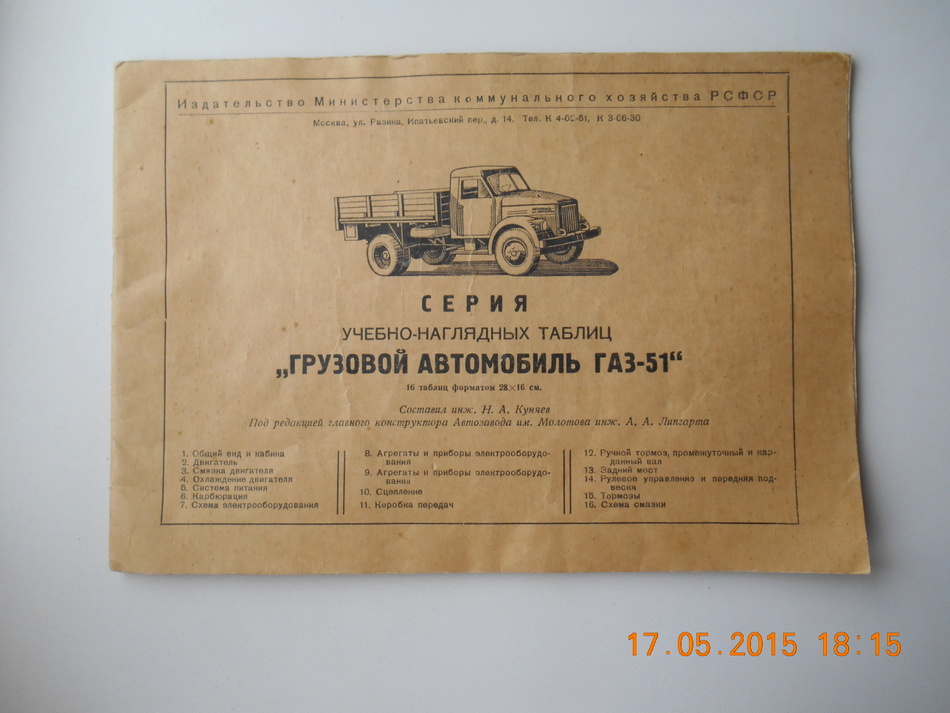 Издательство Министерства коммунального хозяйства РСФСР
Москва, ул. Разина, Ипатьевский пер., д. 14. Тел. К 4-02-51, К 3-06-30
СЕРИЯ
УЧЕБНО-НАГЛЯДНЫХ ТАБЛИЦ
„ГРУЗОВОЙ АВТОМОБИЛЬ ГАЗ-51“
16 таблиц форматом 28×16 см.
Составил инж. Н. А. Куняев
Под редакцией главного конструктора Автозавода им. Молотова инж. А. А. Липгарта
1. Общий вид и кабина
2. Двигатель
3. Смазка двигателя
4. Охлаждение двигателя
5. Система питания
6. Карбюрация
7. Схема электрооборудования
8. Агрегаты и приборы электрооборудо-
вания
9. Агрегаты и приборы электрооборудо-
вания
10. Сцепление
11. Коробка передач
12. Ручной тормоз, промежуточный и кар-
данный вал
13. Задний мост
14. Рулевое управление и передняя под-
веска
15. Тормозы
16. Схема смазки
17.05.2015 18:15